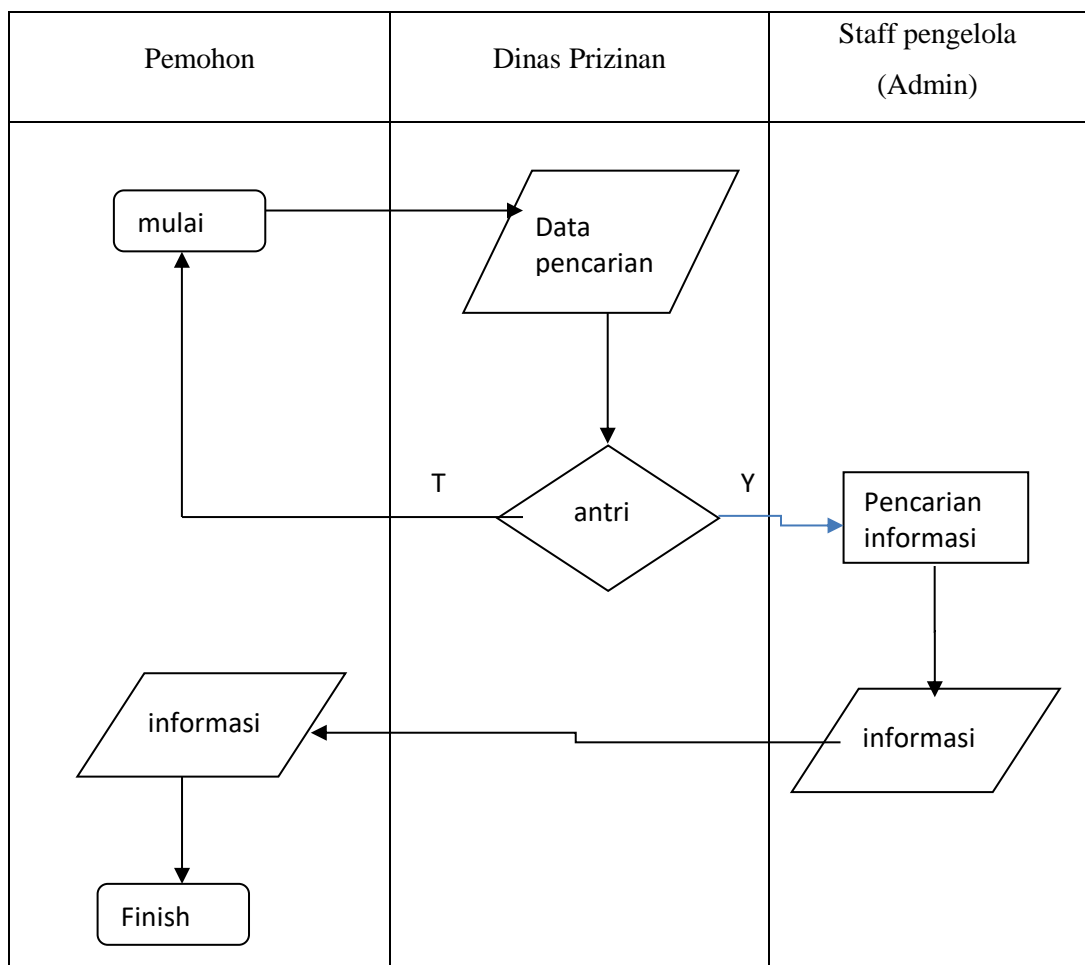 Pemohon
Dinas Prizinan
Staff pengelola
(Admin)
mulai
Data
pencarian
T
Y
antri
Pencarian
informasi
informasi
informasi
Finish